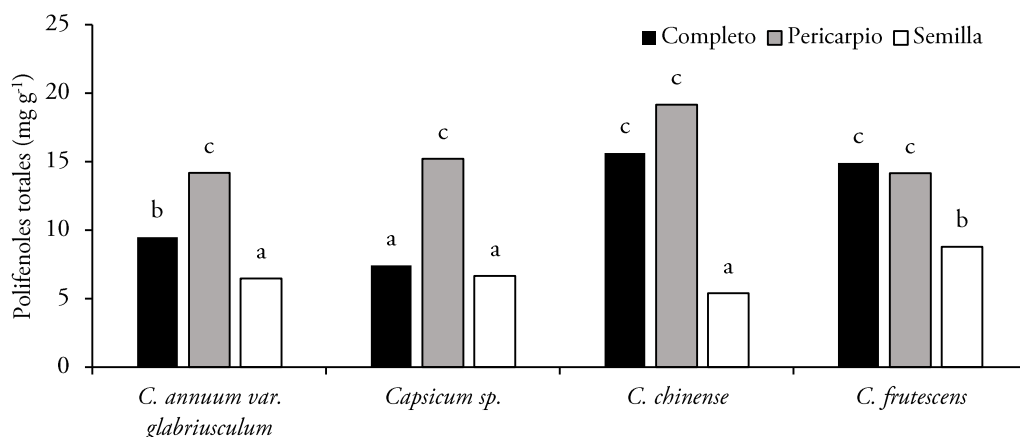 25
Completo Pericarpio Semilla
20
15
10
5
0
Polifenoles totales (mg g⁻¹)
b c a
a c a
c c a
c c b
C. annuum var.
glabriusculum
Capsicum sp.
C. chinense
C. frutescens